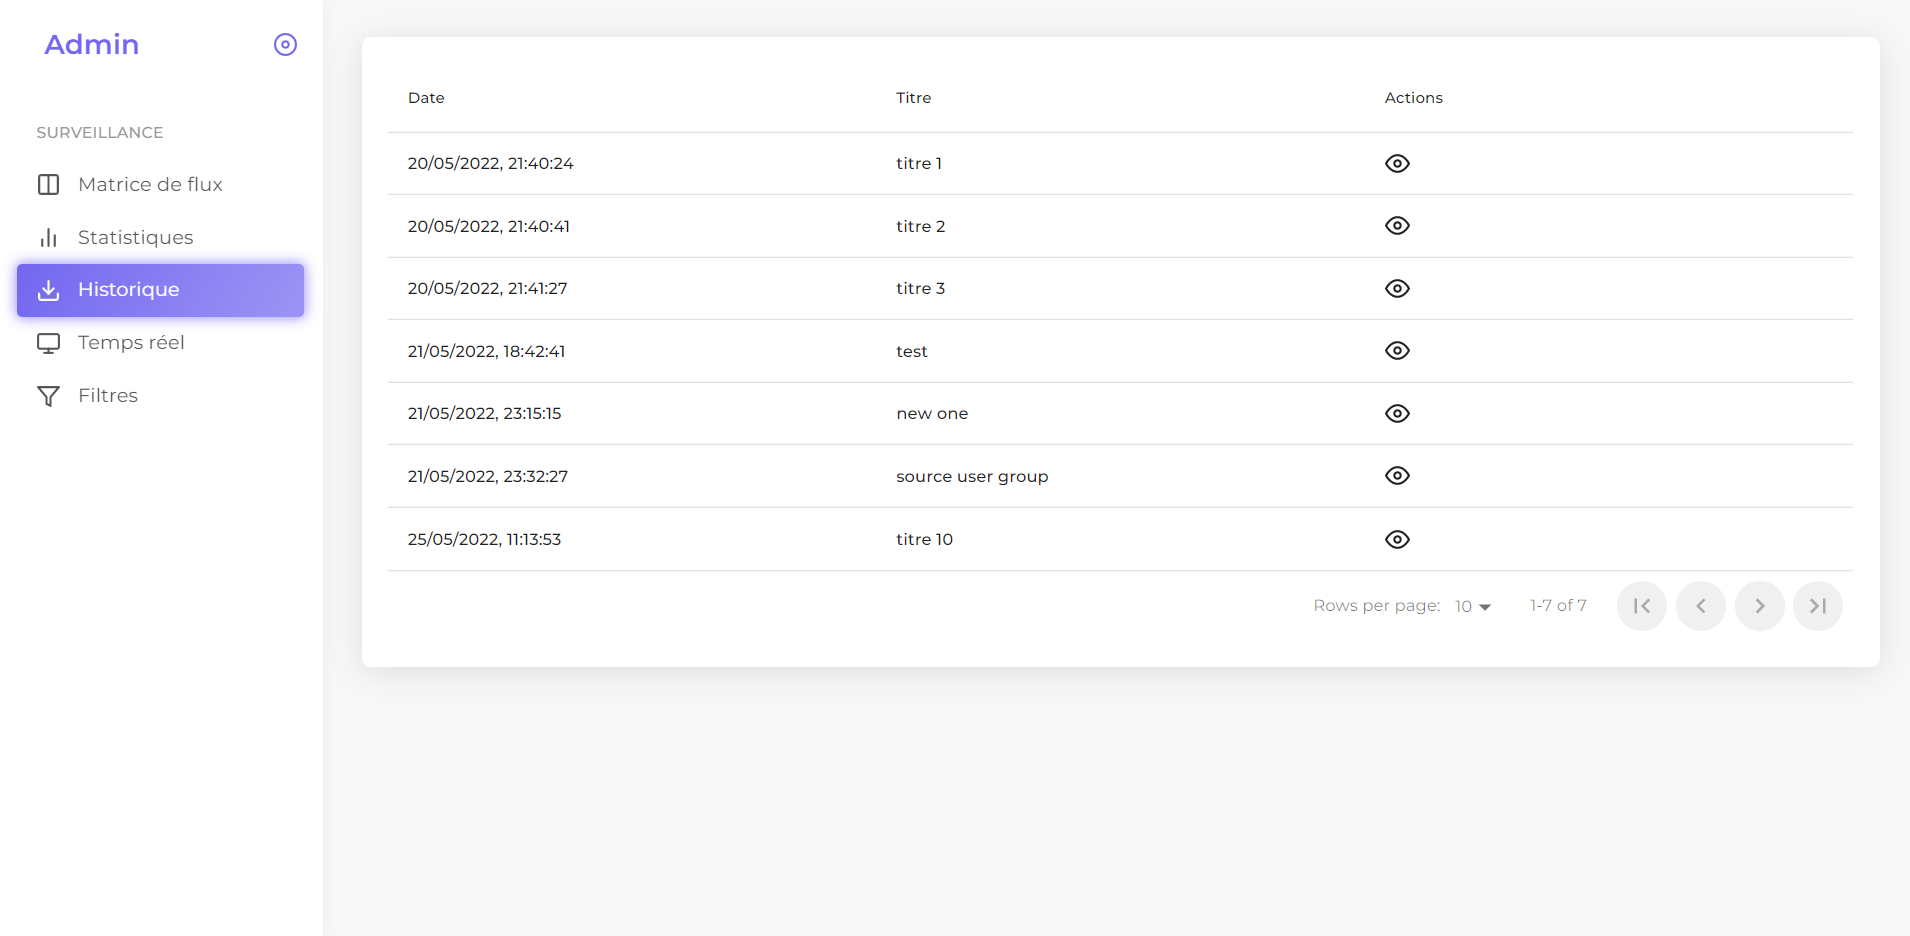 Admin
SURVEILLANCE
Matrice de flux
Statistiques
Historique
Temps réel
Filtres
Date Titre Actions
20/05/2022, 21:40:24 titre 1
20/05/2022, 21:40:41 titre 2
20/05/2022, 21:41:27 titre 3
21/05/2022, 18:42:41 test
21/05/2022, 23:15:15 new one
21/05/2022, 23:32:27 source user group
25/05/2022, 11:13:53 titre 10
Rows per page: 10 1-7 of 7